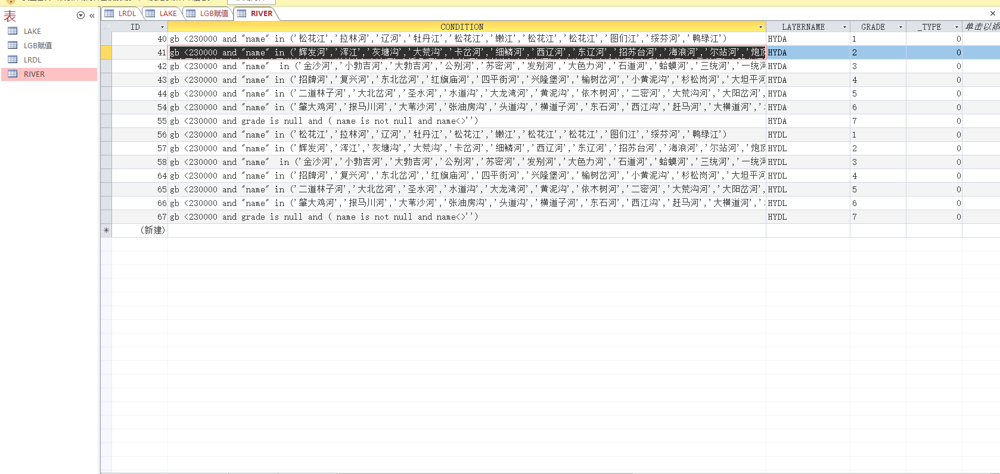 表
LAKE
LGB赋值
LRDL
RIVER
LRDL LAKE LGB赋值 RIVER
ID CONDITION LAYERNAME GRADE _TYPE 单击以添
40 gb <230000 and "name" in ('松花江','拉林河','辽河','牡丹江','松花江','嫩江','松花江','松花江','图们江','绥芬河','鸭绿江') HYDA 1 0
41 gb <230000 and "name" in ('辉发河','浑江','灰塘沟','大荒沟','卡岔河','细鳞河','西辽河','东辽河','招苏台河','海浪河','尔站河','炮顶 HYDA 2 0
42 gb <230000 and "name"  in ('金沙河','小勃吉河','大勃吉河','公别河','苏密河','发别河','大色力河','石道河','蛤蟆河','三统河','一统河 HYDA 3 0
43 gb <230000 and "name" in ('招牌河','复兴河','东北岔河','红旗庙河','四平街河','兴隆堡河','榆树岔河','小黄泥沟','杉松岗河','大坦平河 HYDA 4 0
44 gb <230000 and "name" in ('二道林子河','大北岔河','圣水河','水道沟','大龙湾河','黄泥沟','依木树河','二密河','大荒沟河','大阳岔河', HYDA 5 0
54 gb <230000 and "name" in ('肇大鸡河','报马川河','大苇沙河','张油房沟','头道沟','横道子河','东石河','西江沟','赶马河','大横道河', HYDA 6 0
55 gb <230000 and grade is null and ( name is not null and name<>'') HYDA 7 0
56 gb <230000 and "name" in ('松花江','拉林河','辽河','牡丹江','松花江','嫩江','松花江','松花江','图们江','绥芬河','鸭绿江') HYDL 1 0
57 gb <230000 and "name" in ('辉发河','浑江','灰塘沟','大荒沟','卡岔河','细鳞河','西辽河','东辽河','招苏台河','海浪河','尔站河','炮顶 HYDL 2 0
58 gb <230000 and "name"  in ('金沙河','小勃吉河','大勃吉河','公别河','苏密河','发别河','大色力河','石道河','蛤蟆河','三统河','一统河 HYDL 3 0
64 gb <230000 and "name" in ('招牌河','复兴河','东北岔河','红旗庙河','四平街河','兴隆堡河','榆树岔河','小黄泥沟','杉松岗河','大坦平河 HYDL 4 0
65 gb <230000 and "name" in ('二道林子河','大北岔河','圣水河','水道沟','大龙湾河','黄泥沟','依木树河','二密河','大荒沟河','大阳岔河', HYDL 5 0
66 gb <230000 and "name" in ('肇大鸡河','报马川河','大苇沙河','张油房沟','头道沟','横道子河','东石河','西江沟','赶马河','大横道河', HYDL 6 0
67 gb <230000 and grade is null and ( name is not null and name<>'') HYDL 7 0
(新建)